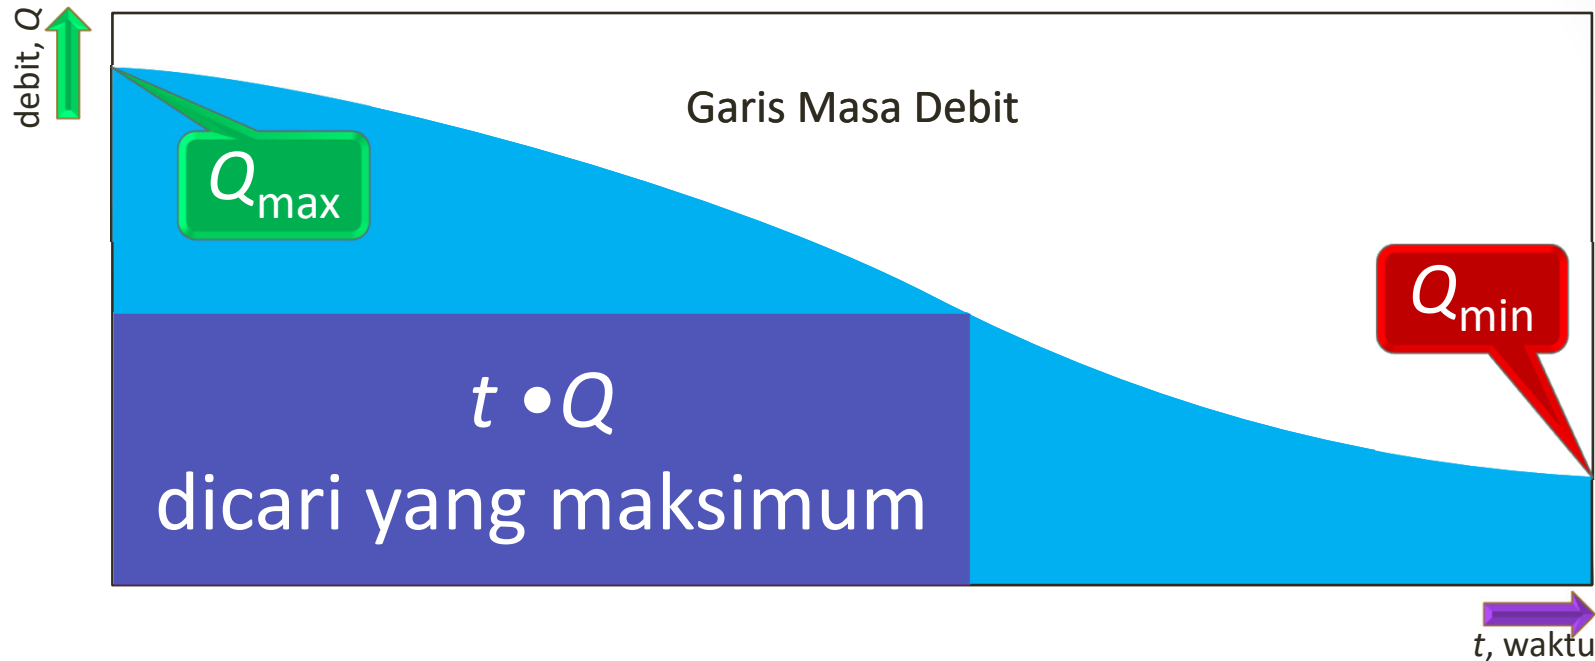 debit, Q
Garis Masa Debit
Qmax
Qmin
t •Q
dicari yang maksimum
t, waktu